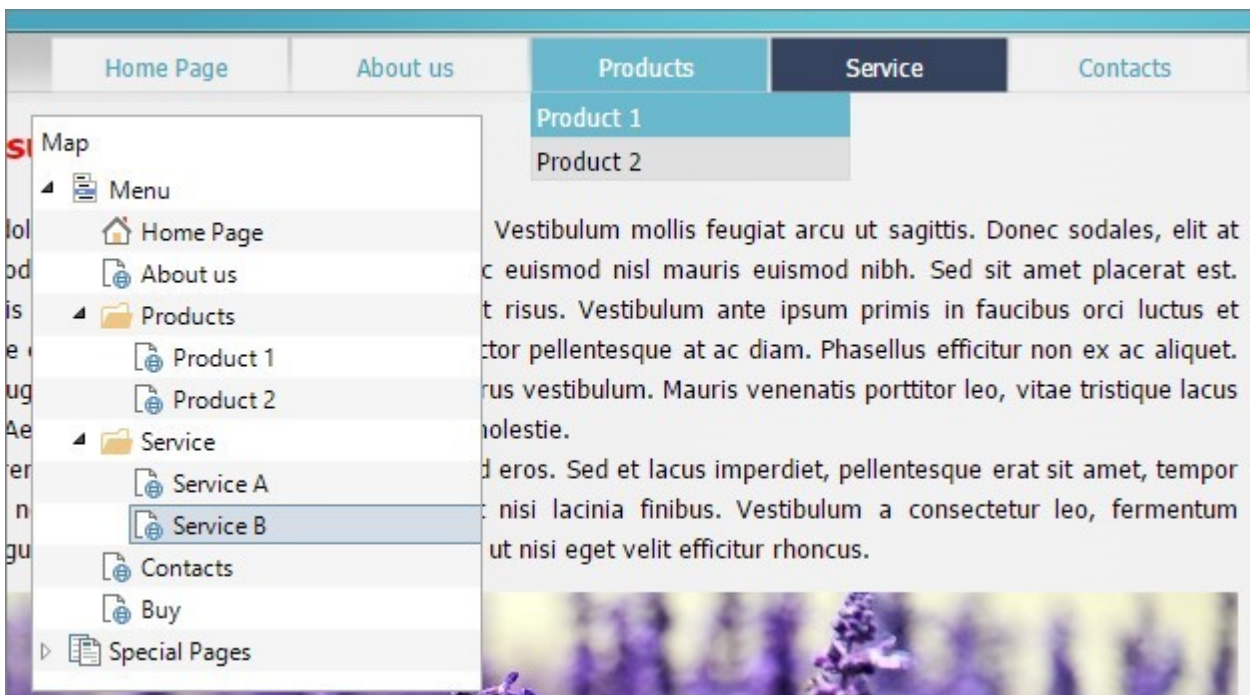 Home Page About us Products Service Contacts
Product 1
Product 2
Map
Menu
Home Page
About us
Products
Product 1
Product 2
Service
Service A
Service B
Contacts
Buy
Special Pages
Vestibulum mollis feugiat arcu ut sagittis. Donec sodales, elit at
euismod nisl mauris euismod nibh. Sed sit amet placerat est.
risus. Vestibulum ante ipsum primis in faucibus orci luctus et
pellentesque at ac diam. Phasellus efficitur non ex ac aliquet.
vestibulum. Mauris venenatis porttitor leo, vitae tristique lacus
eros. Sed et lacus imperdiet, pellentesque erat sit amet, tempor
nisi lacinia finibus. Vestibulum a consectetur leo, fermentum
ut nisi eget velit efficitur rhoncus.